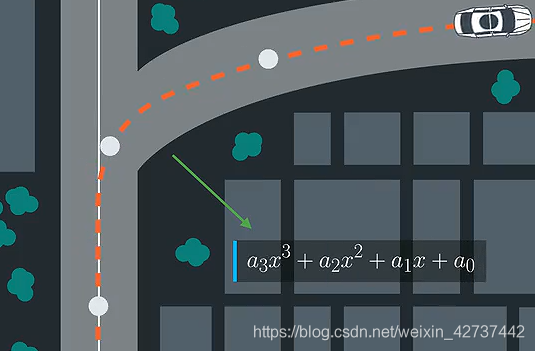 a₃x³ + a₂x² + a₁x + a₀
https://blog.csdn.net/weixin_42737442